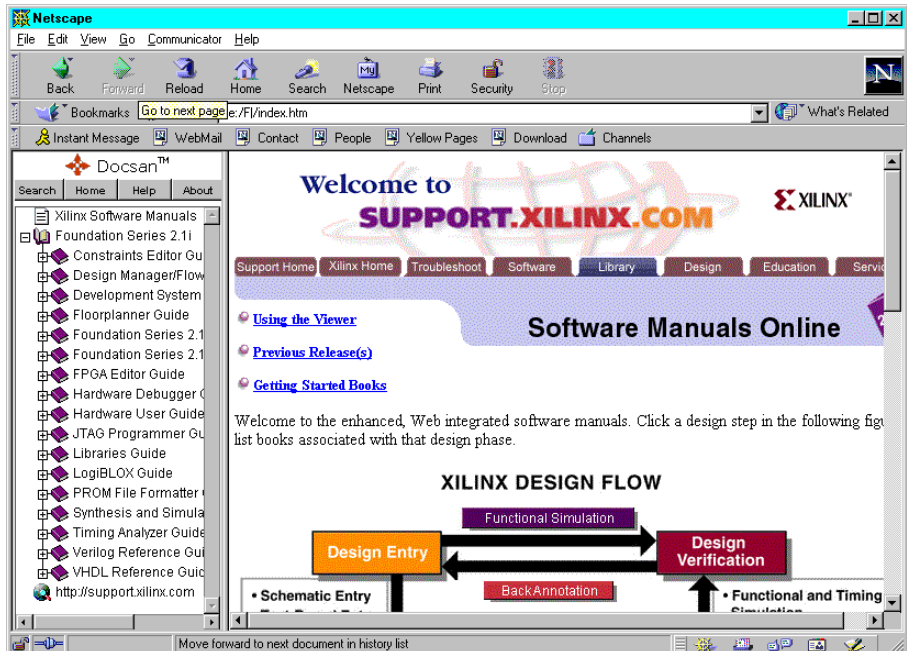 Netscape
File Edit View Go Communicator Help
Back Forward Reload Home Search Netscape Print Security Stop
My
N
Bookmarks Go to next page e:/FI/index.htm What's Related
Instant Message WebMail Contact People Yellow Pages Download Channels
Docsan™
Search Home Help About
Xilinx Software Manuals
Foundation Series 2.1i
Constraints Editor Gu
Design Manager/Flow
Development System
Floorplanner Guide
Foundation Series 2.1
Foundation Series 2.1
FPGA Editor Guide
Hardware Debugger
Hardware User Guide
JTAG Programmer Gu
Libraries Guide
LogiBLOX Guide
PROM File Formatter
Synthesis and Simula
Timing Analyzer Guide
Verilog Reference Gui
VHDL Reference Guid
http://support.xilinx.com
Welcome to
SUPPORT.XILINX.COM
XILINX®
Support Home Xilinx Home Troubleshoot Software Library Design Education Servic
Software Manuals Online
Using the Viewer
Previous Release(s)
Getting Started Books
Welcome to the enhanced, Web integrated software manuals. Click a design step in the following figu
list books associated with that design phase.
XILINX DESIGN FLOW
Functional Simulation
Design Entry
Design
Verification
BackAnnotation
• Schematic Entry
• Functional and Timing
Simulation
Move forward to next document in history list